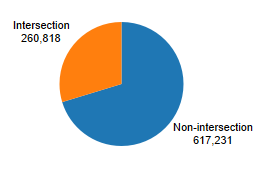 Intersection
260,818
Non-intersection
617,231